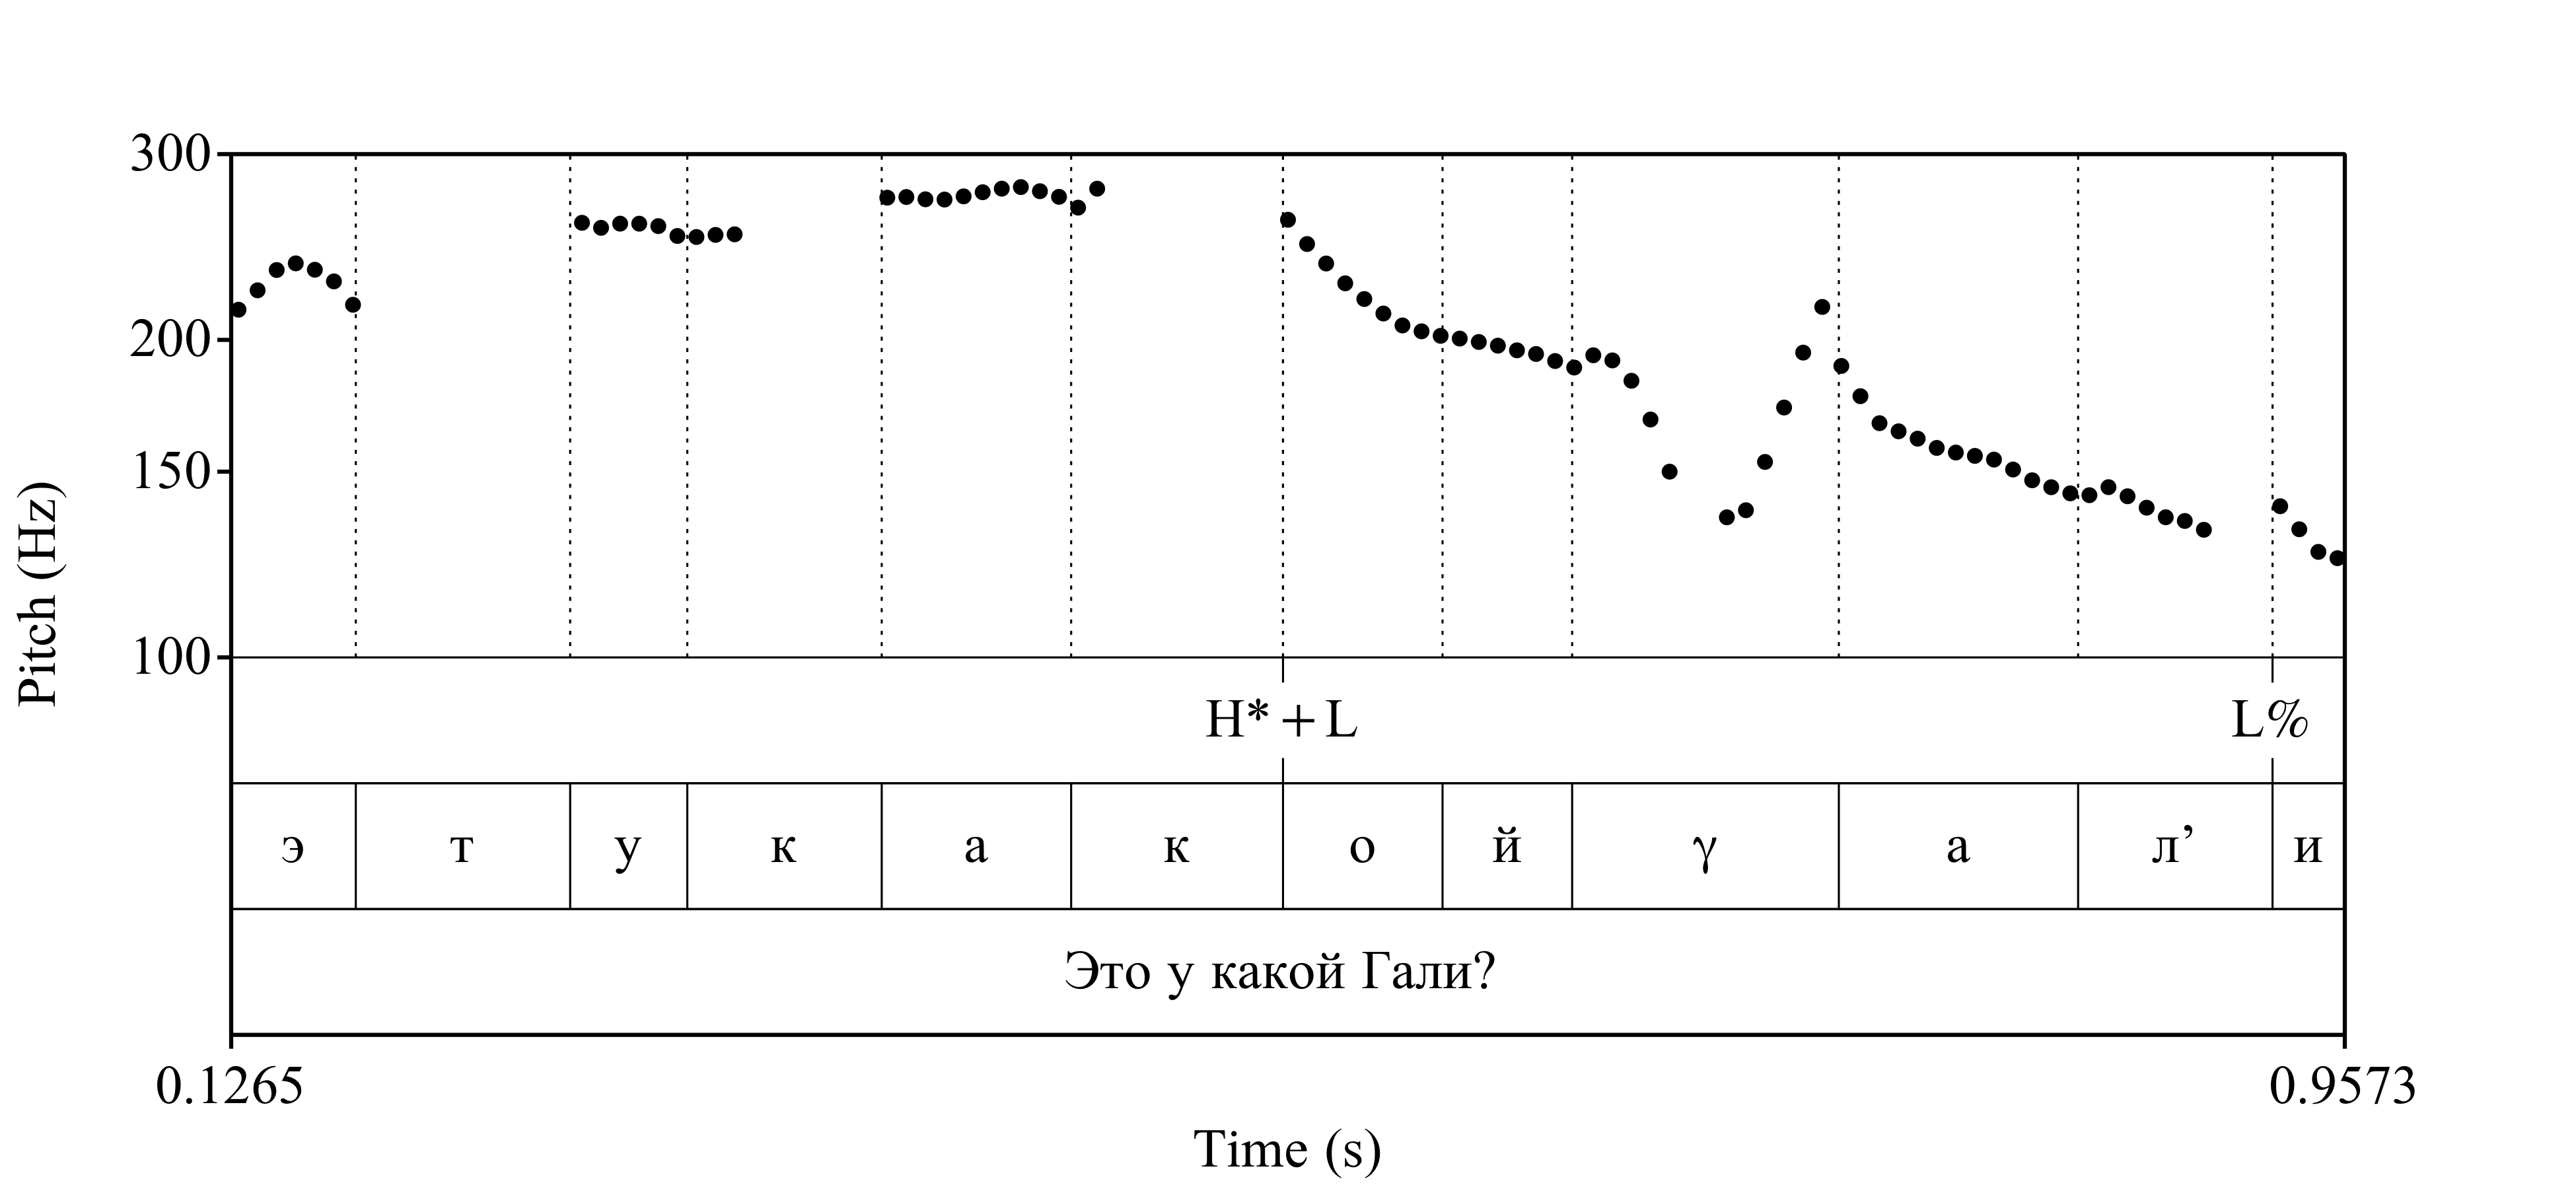 300
200
150
100
Pitch (Hz)
H*+L L%
э т у к а к о й γ а л’ и
Это у какой Гали?
0.1265 0.9573
Time (s)